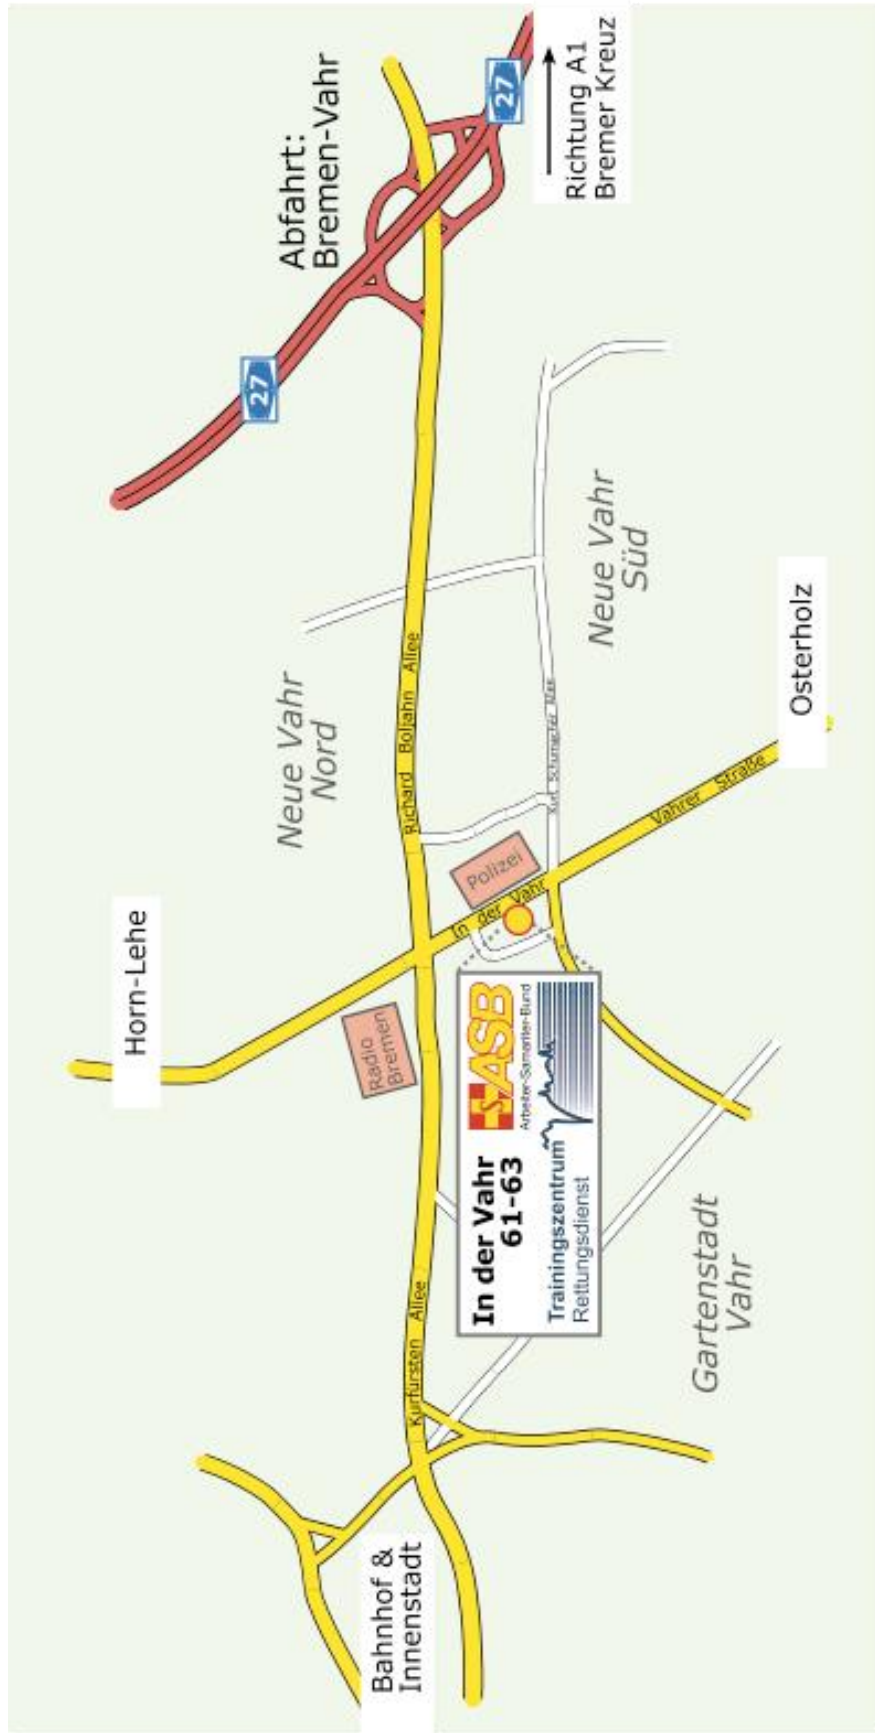 Abfahrt:
Bremen-Vahr
27
27
Richtung A1
Bremer Kreuz
Neue Vahr
Süd
Neue Vahr
Nord
Richard Boljahn Allee
Kurt Schumacher Allee
Osterholz
Vahrer Straße
Polizei
In der Vahr
Horn-Lehe
Radio
Bremen
In der Vahr
61-63
S ASB
Arbeiter-Samariter-Bund
Trainingszentrum
Rettungsdienst
Kurfürsten Allee
Gartenstadt
Vahr
Bahnhof &
Innenstadt